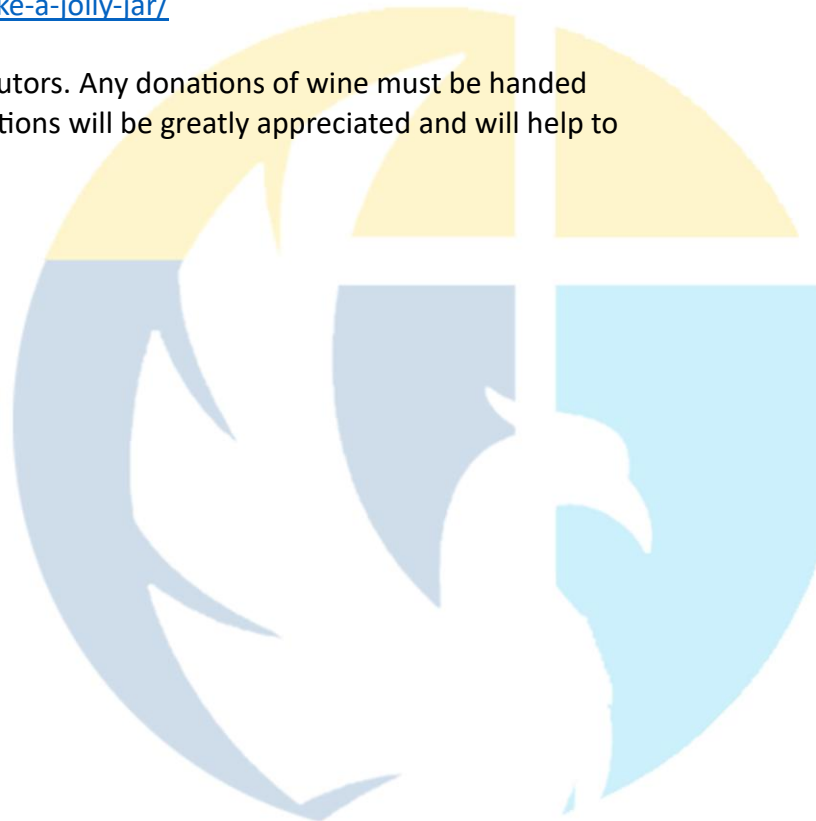 ke-a-jolly-jar/
utors. Any donations of wine must be handed
tions will be greatly appreciated and will help to